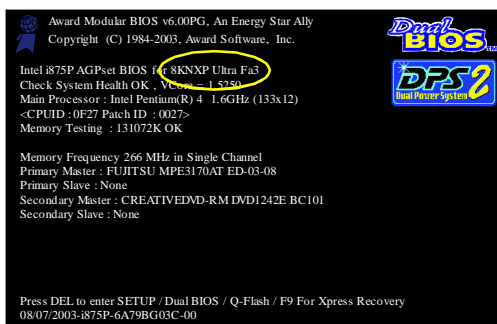 Award Modular BIOS v6.00PG, An Energy Star Ally
Copyright (C) 1984-2003, Award Software, Inc.
Dual BIOS TM
Intel i875P AGPset BIOS for 8KNXP Ultra Fa3
Check System Health OK , VCore = 1.5250
Main Processor : Intel Pentium(R) 4 1.6GHz (133x12)
<CPUID : 0F27 Patch ID : 0027>
Memory Testing : 131072K OK
DPS 2
Dual Power System
Memory Frequency 266 MHz in Single Channel
Primary Master : FUJITSU MPE3170AT ED-03-08
Primary Slave : None
Secondary Master : CREATIVEDVD-RM DVD1242E BC101
Secondary Slave : None
Press DEL to enter SETUP / Dual BIOS / Q-Flash / F9 For Xpress Recovery
08/07/2003-i875P-6A79BG03C-00